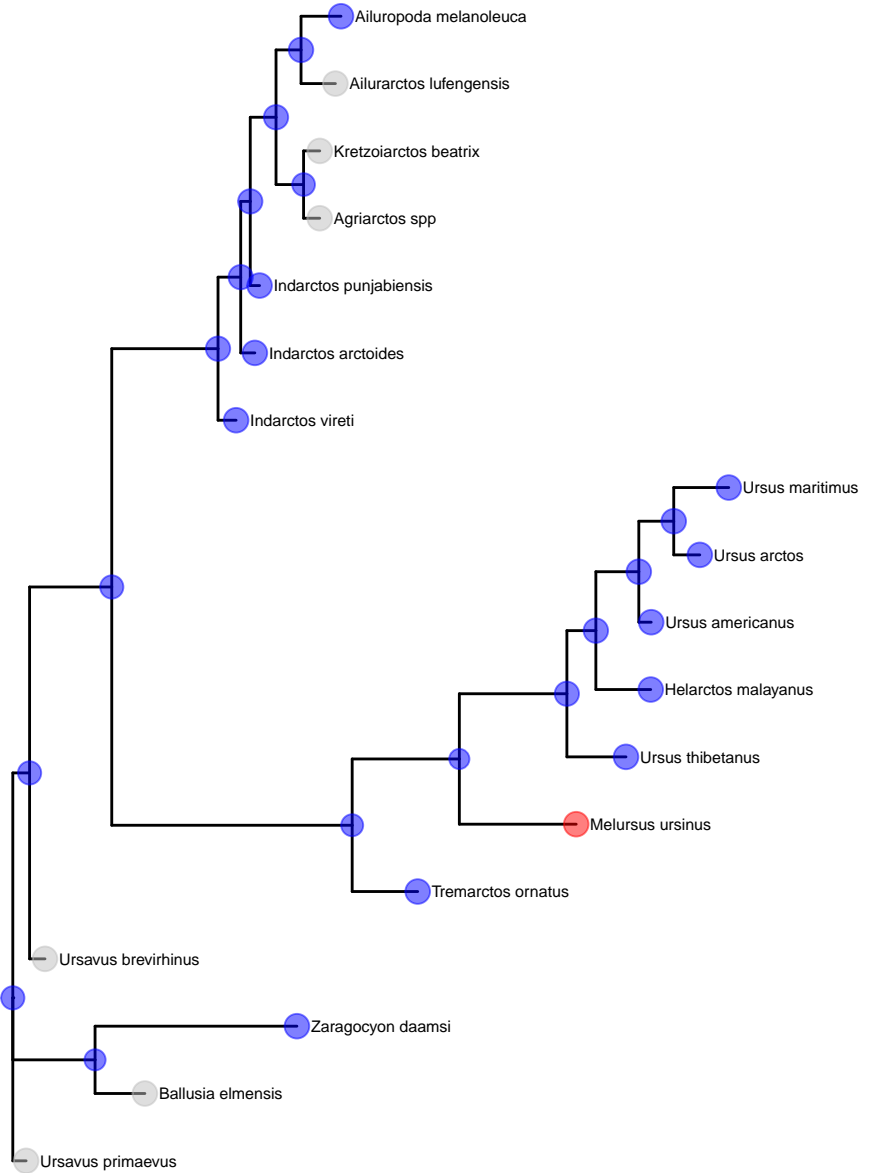 Ailuropoda melanoleuca
Ailurarctos lufengensis
Kretzoiarctos beatrix
Agriarctos spp
Indarctos punjabiensis
Indarctos arctoides
Indarctos vireti
Ursus maritimus
Ursus arctos
Ursus americanus
Helarctos malayanus
Ursus thibetanus
Melursus ursinus
Tremarctos ornatus
Ursavus brevirhinus
Zaragocyon daamsi
Ballusia elmensis
Ursavus primaevus